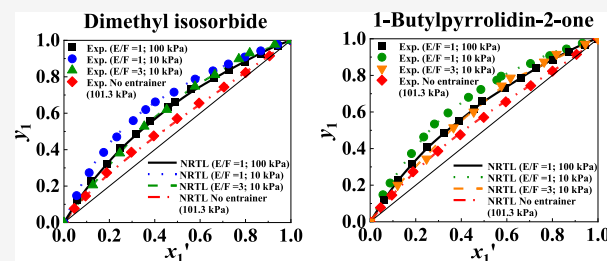 Dimethyl isosorbide
1.0
0.8
0.6
0.4
0.2
0.0
y₁
Exp. (E/F =1; 100 kPa)
Exp. (E/F =1; 10 kPa)
Exp. (E/F =3; 10 kPa)
Exp. No entrainer
(101.3 kPa)
NRTL (E/F =1; 100 kPa)
NRTL (E/F =1; 10 kPa)
NRTL (E/F =3; 10 kPa)
NRTL No entrainer
(101.3 kPa)
0.0 0.2 0.4 0.6 0.8 1.0
x₁'
1-Butylpyrrolidin-2-one
1.0
0.8
0.6
0.4
0.2
0.0
y₁
Exp. (E/F =1; 100 kPa)
Exp. (E/F =1; 10 kPa)
Exp. (E/F =3; 10 kPa)
Exp. No entrainer
(101.3 kPa)
NRTL (E/F =1; 100 kPa)
NRTL (E/F =1; 10 kPa)
NRTL (E/F =3; 10 kPa)
NRTL No entrainer
(101.3 kPa)
0.0 0.2 0.4 0.6 0.8 1.0
x₁'